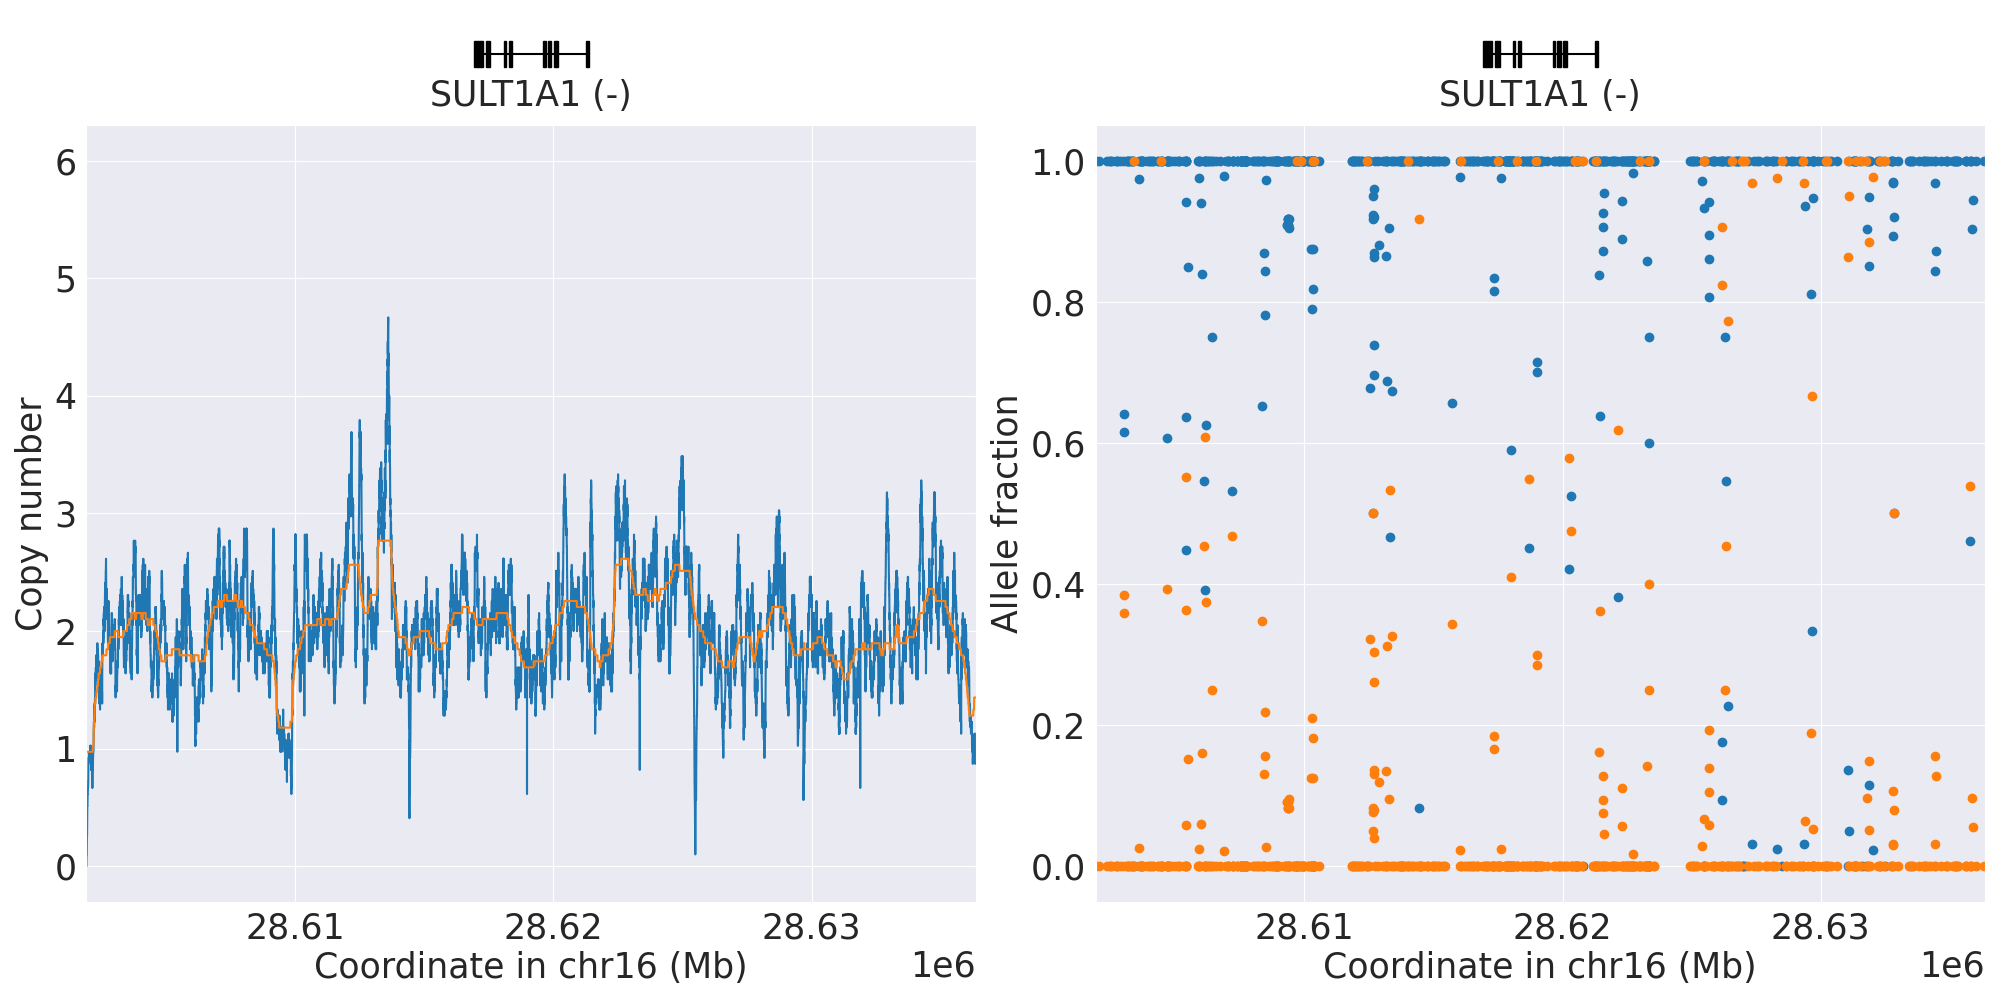 SULT1A1 (-)
SULT1A1 (-)
Copy number
6
5
4
3
2
1
0
28.61
28.62
28.63
Coordinate in chr16 (Mb)
1e6
Allele fraction
1.0
0.8
0.6
0.4
0.2
0.0
28.61
28.62
28.63
Coordinate in chr16 (Mb)
1e6